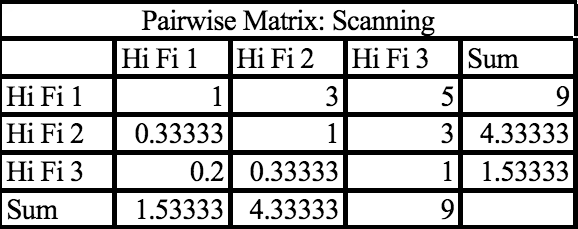 Pairwise Matrix: Scanning
Hi Fi 1 Hi Fi 2 Hi Fi 3 Sum
Hi Fi 1 1 3 5 9
Hi Fi 2 0.33333 1 3 4.33333
Hi Fi 3 0.2 0.33333 1 1.53333
Sum 1.53333 4.33333 9